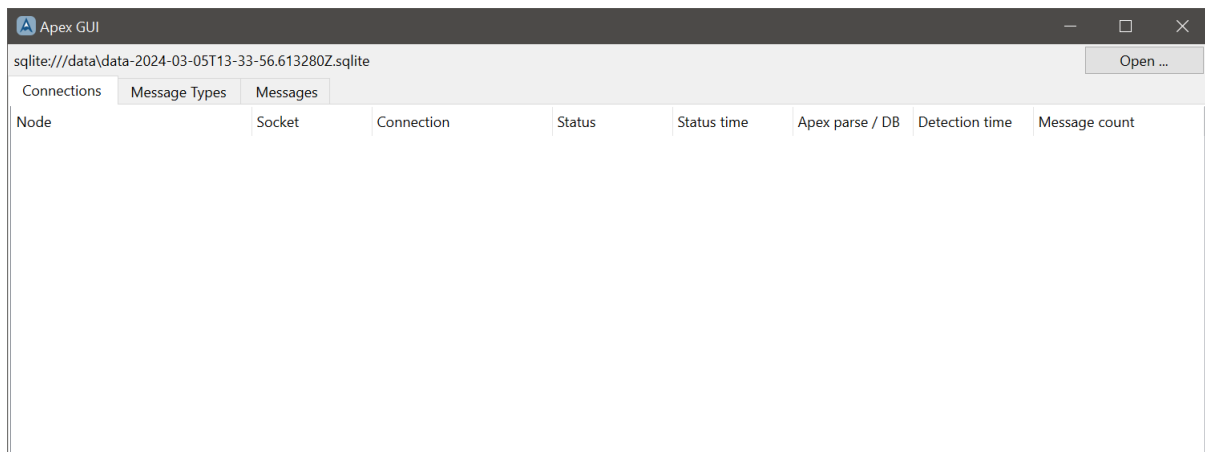 Apex GUI
sqlite:///data\data-2024-03-05T13-33-56.613280Z.sqlite Open ...
Connections Message Types Messages
Node Socket Connection Status Status time Apex parse / DB Detection time Message count